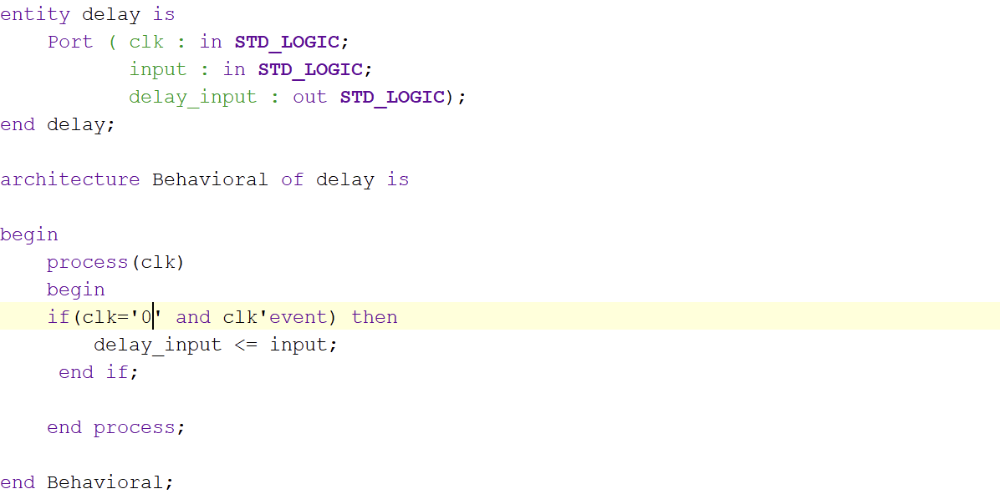 entity delay is
    Port ( clk : in STD_LOGIC;
           input : in STD_LOGIC;
           delay_input : out STD_LOGIC);
end delay;
architecture Behavioral of delay is
begin
    process(clk)
    begin
    if(clk='0' and clk'event) then
        delay_input <= input;
     end if;
    end process;
end Behavioral;